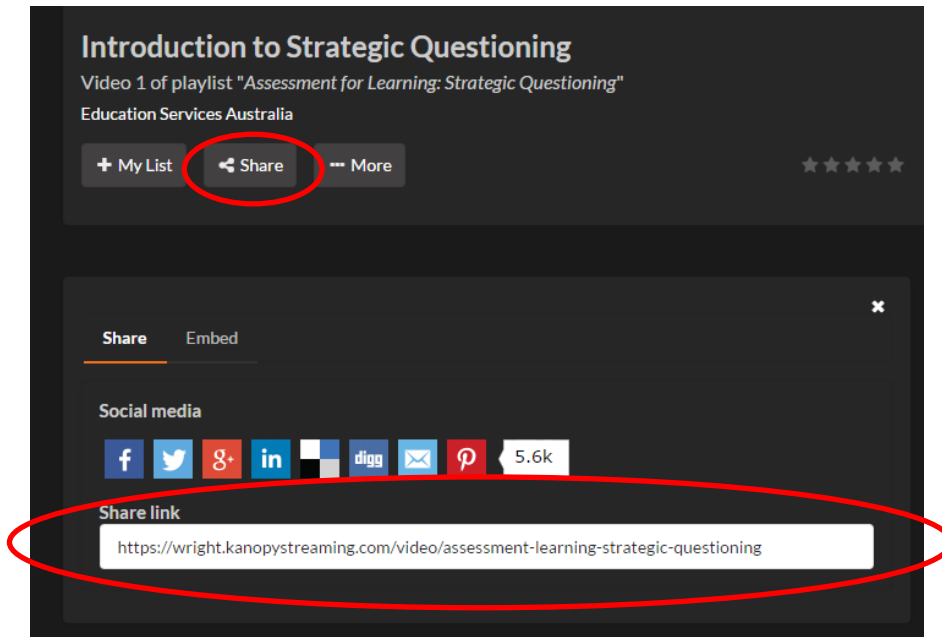 Introduction to Strategic Questioning
Video 1 of playlist "Assessment for Learning: Strategic Questioning"
Education Services Australia
+ My List Share ··· More
Share Embed
Social media
f g+ in digg 5.6k
Share link
https://wright.kanopystreaming.com/video/assessment-learning-strategic-questioning